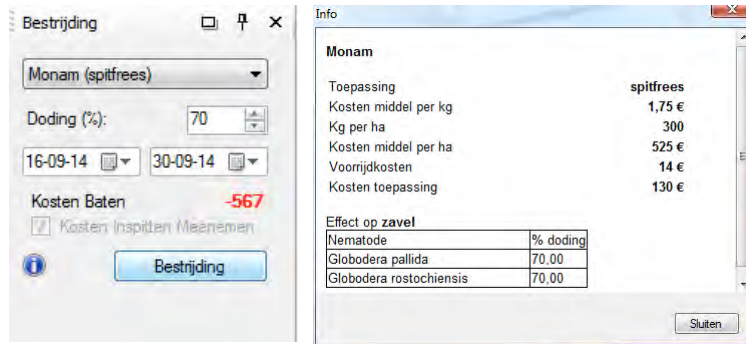 Bestrijding
Monam (spitfrees)
Doding (%): 70
16-09-14 30-09-14
Kosten Baten -567
Kosten Inspitten Meenemen
Bestrijding
Info
Monam
Toepassing spitfrees
Kosten middel per kg 1,75 €
Kg per ha 300
Kosten middel per ha 525 €
Voorrijdkosten 14 €
Kosten toepassing 130 €
Effect op zavel
Nematode % doding
Globodera pallida 70,00
Globodera rostochiensis 70,00
Sluiten